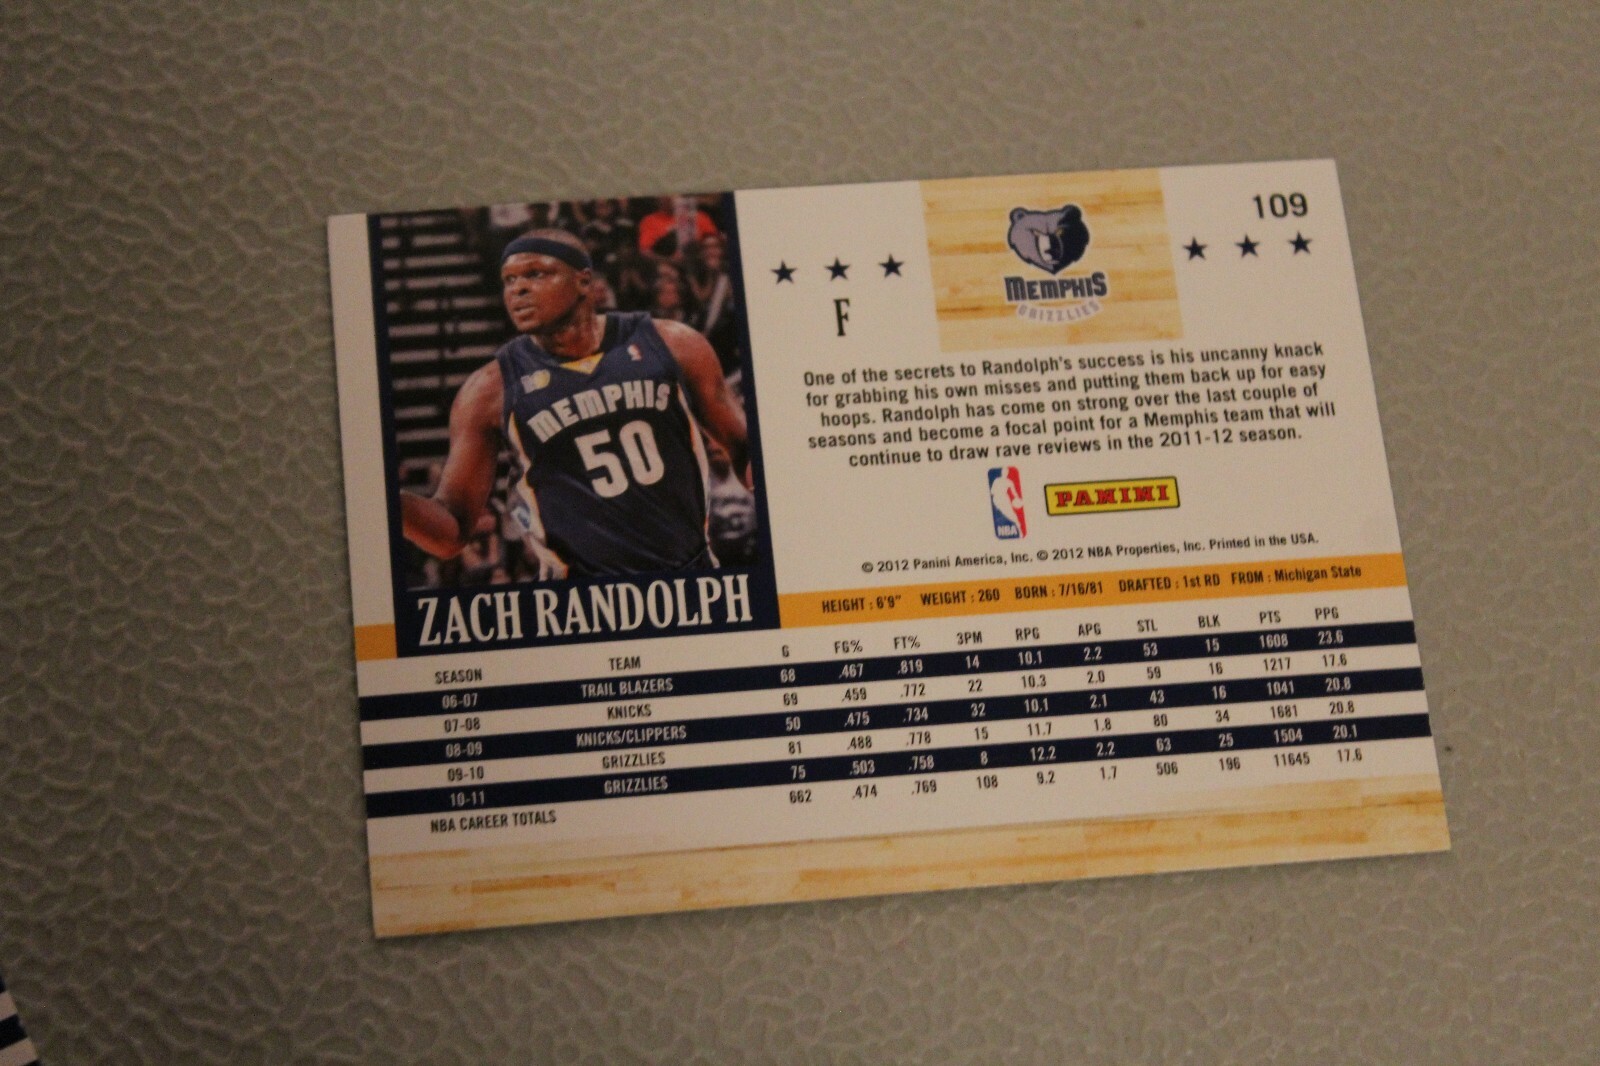 109
F
MEMPHIS
GRIZZLIES
One of the secrets to Randolph's success is his uncanny knack
for grabbing his own misses and putting them back up for easy
hoops. Randolph has come on strong over the last couple of
seasons and become a focal point for a Memphis team that will
continue to draw rave reviews in the 2011-12 season.
MEMPHIS
50
NBA
PANINI
© 2012 Panini America, Inc. © 2012 NBA Properties, Inc. Printed in the USA.
ZACH RANDOLPH
HEIGHT : 6'9" WEIGHT : 260 BORN : 7/16/81 DRAFTED : 1st RD FROM : Michigan State
SEASON TEAM G FG% FT% 3PM RPG APG STL BLK PTS PPG
06-07 TRAIL BLAZERS 68 .467 .819 14 10.1 2.2 53 15 1608 23.6
07-08 KNICKS 69 .459 .772 22 10.3 2.0 59 16 1217 17.6
08-09 KNICKS/CLIPPERS 50 .475 .734 32 10.1 2.1 43 16 1041 20.8
09-10 GRIZZLIES 81 .488 .778 15 11.7 1.8 80 34 1681 20.8
10-11 GRIZZLIES 75 .503 .758 8 12.2 2.2 63 25 1504 20.1
NBA CAREER TOTALS 662 .474 .769 108 9.2 1.7 506 196 11645 17.6